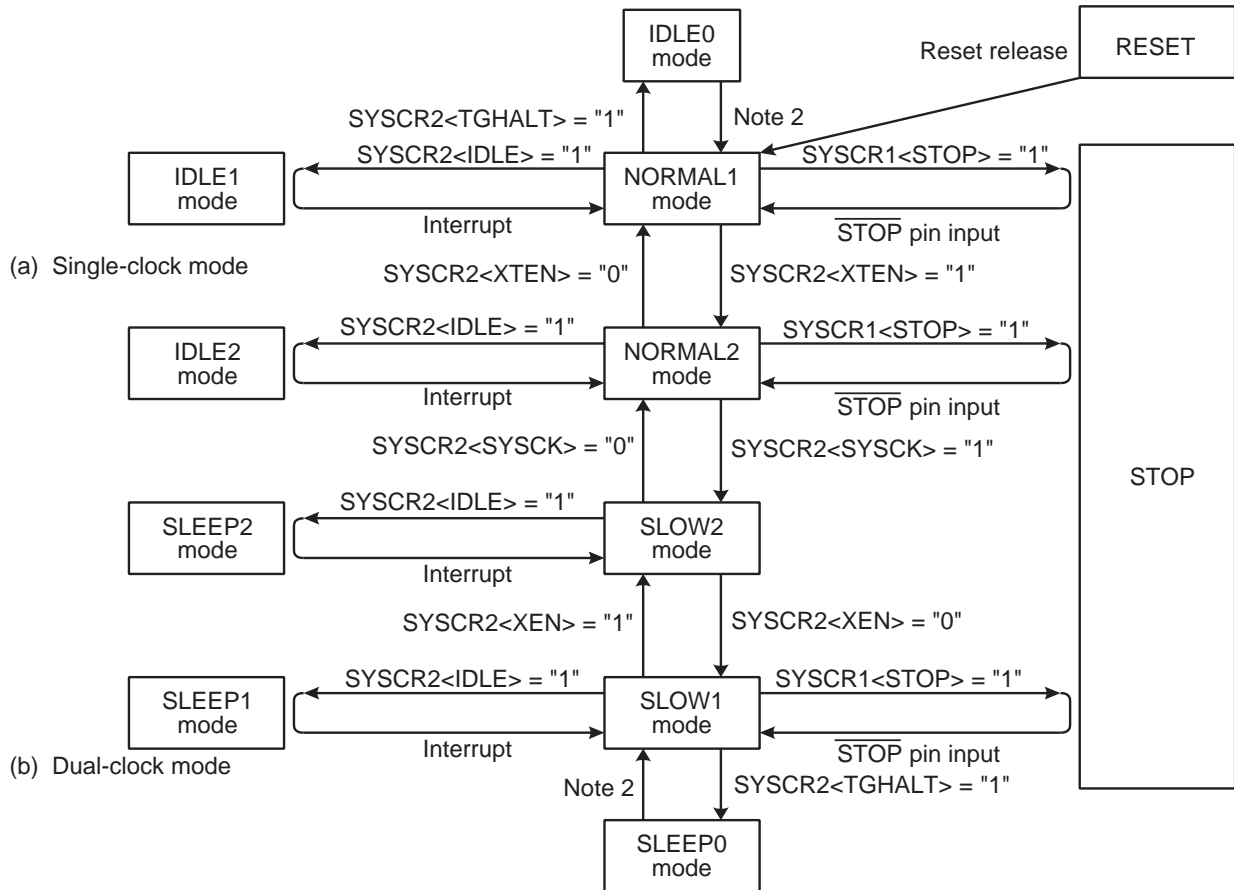 IDLE0
mode
Reset release
RESET
SYSCR2<TGHALT> = "1"
Note 2
SYSCR2<IDLE> = "1"
SYSCR1<STOP> = "1"
IDLE1
mode
NORMAL1
mode
Interrupt
STOP pin input
(a) Single-clock mode
SYSCR2<XTEN> = "0"
SYSCR2<XTEN> = "1"
SYSCR2<IDLE> = "1"
SYSCR1<STOP> = "1"
IDLE2
mode
NORMAL2
mode
Interrupt
STOP pin input
SYSCR2<SYSCK> = "0"
SYSCR2<SYSCK> = "1"
STOP
SYSCR2<IDLE> = "1"
SLEEP2
mode
SLOW2
mode
Interrupt
SYSCR2<XEN> = "1"
SYSCR2<XEN> = "0"
SYSCR2<IDLE> = "1"
SYSCR1<STOP> = "1"
SLEEP1
mode
SLOW1
mode
Interrupt
STOP pin input
(b) Dual-clock mode
Note 2
SYSCR2<TGHALT> = "1"
SLEEP0
mode